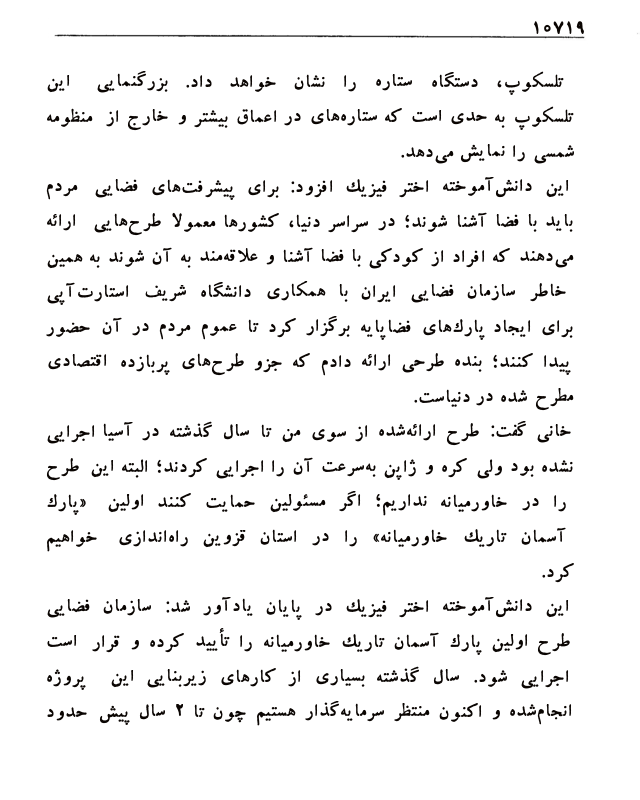 ۱۰۷۱۹
تلسکوپ، دستگاه ستاره را نشان خواهد داد. بزرگنمایی این
تلسکوپ به حدی است که ستاره‌های در اعماق بیشتر و خارج از منظومه
شمسی را نمایش می‌دهد.
این دانش‌آموخته اختر فیزیك افزود: برای پیشرفت‌های فضایی مردم
باید با فضا آشنا شوند؛ در سراسر دنیا، کشورها معمولا طرح‌هایی ارائه
می‌دهند که افراد از کودکی با فضا آشنا و علاقه‌مند به آن شوند به همین
خاطر سازمان فضایی ایران با همکاری دانشگاه شریف استارت‌آپی
برای ایجاد پارك‌های فضاپایه برگزار کرد تا عموم مردم در آن حضور
پیدا کنند؛ بنده طرحی ارائه دادم که جزو طرح‌های پربازده اقتصادی
مطرح شده در دنیاست.
خانی گفت: طرح ارائه‌شده از سوی من تا سال گذشته در آسیا اجرایی
نشده بود ولی کره و ژاپن به‌سرعت آن را اجرایی کردند؛ البته این طرح
را در خاورمیانه نداریم؛ اگر مسئولین حمایت کنند اولین «پارك
آسمان تاریك خاورمیانه» را در استان قزوین راه‌اندازی خواهیم
کرد.
این دانش‌آموخته اختر فیزیك در پایان یادآور شد: سازمان فضایی
طرح اولین پارك آسمان تاریك خاورمیانه را تأیید کرده و قرار است
اجرایی شود. سال گذشته بسیاری از کارهای زیربنایی این پروژه
انجام‌شده و اکنون منتظر سرمایه‌گذار هستیم چون تا ۲ سال پیش حدود